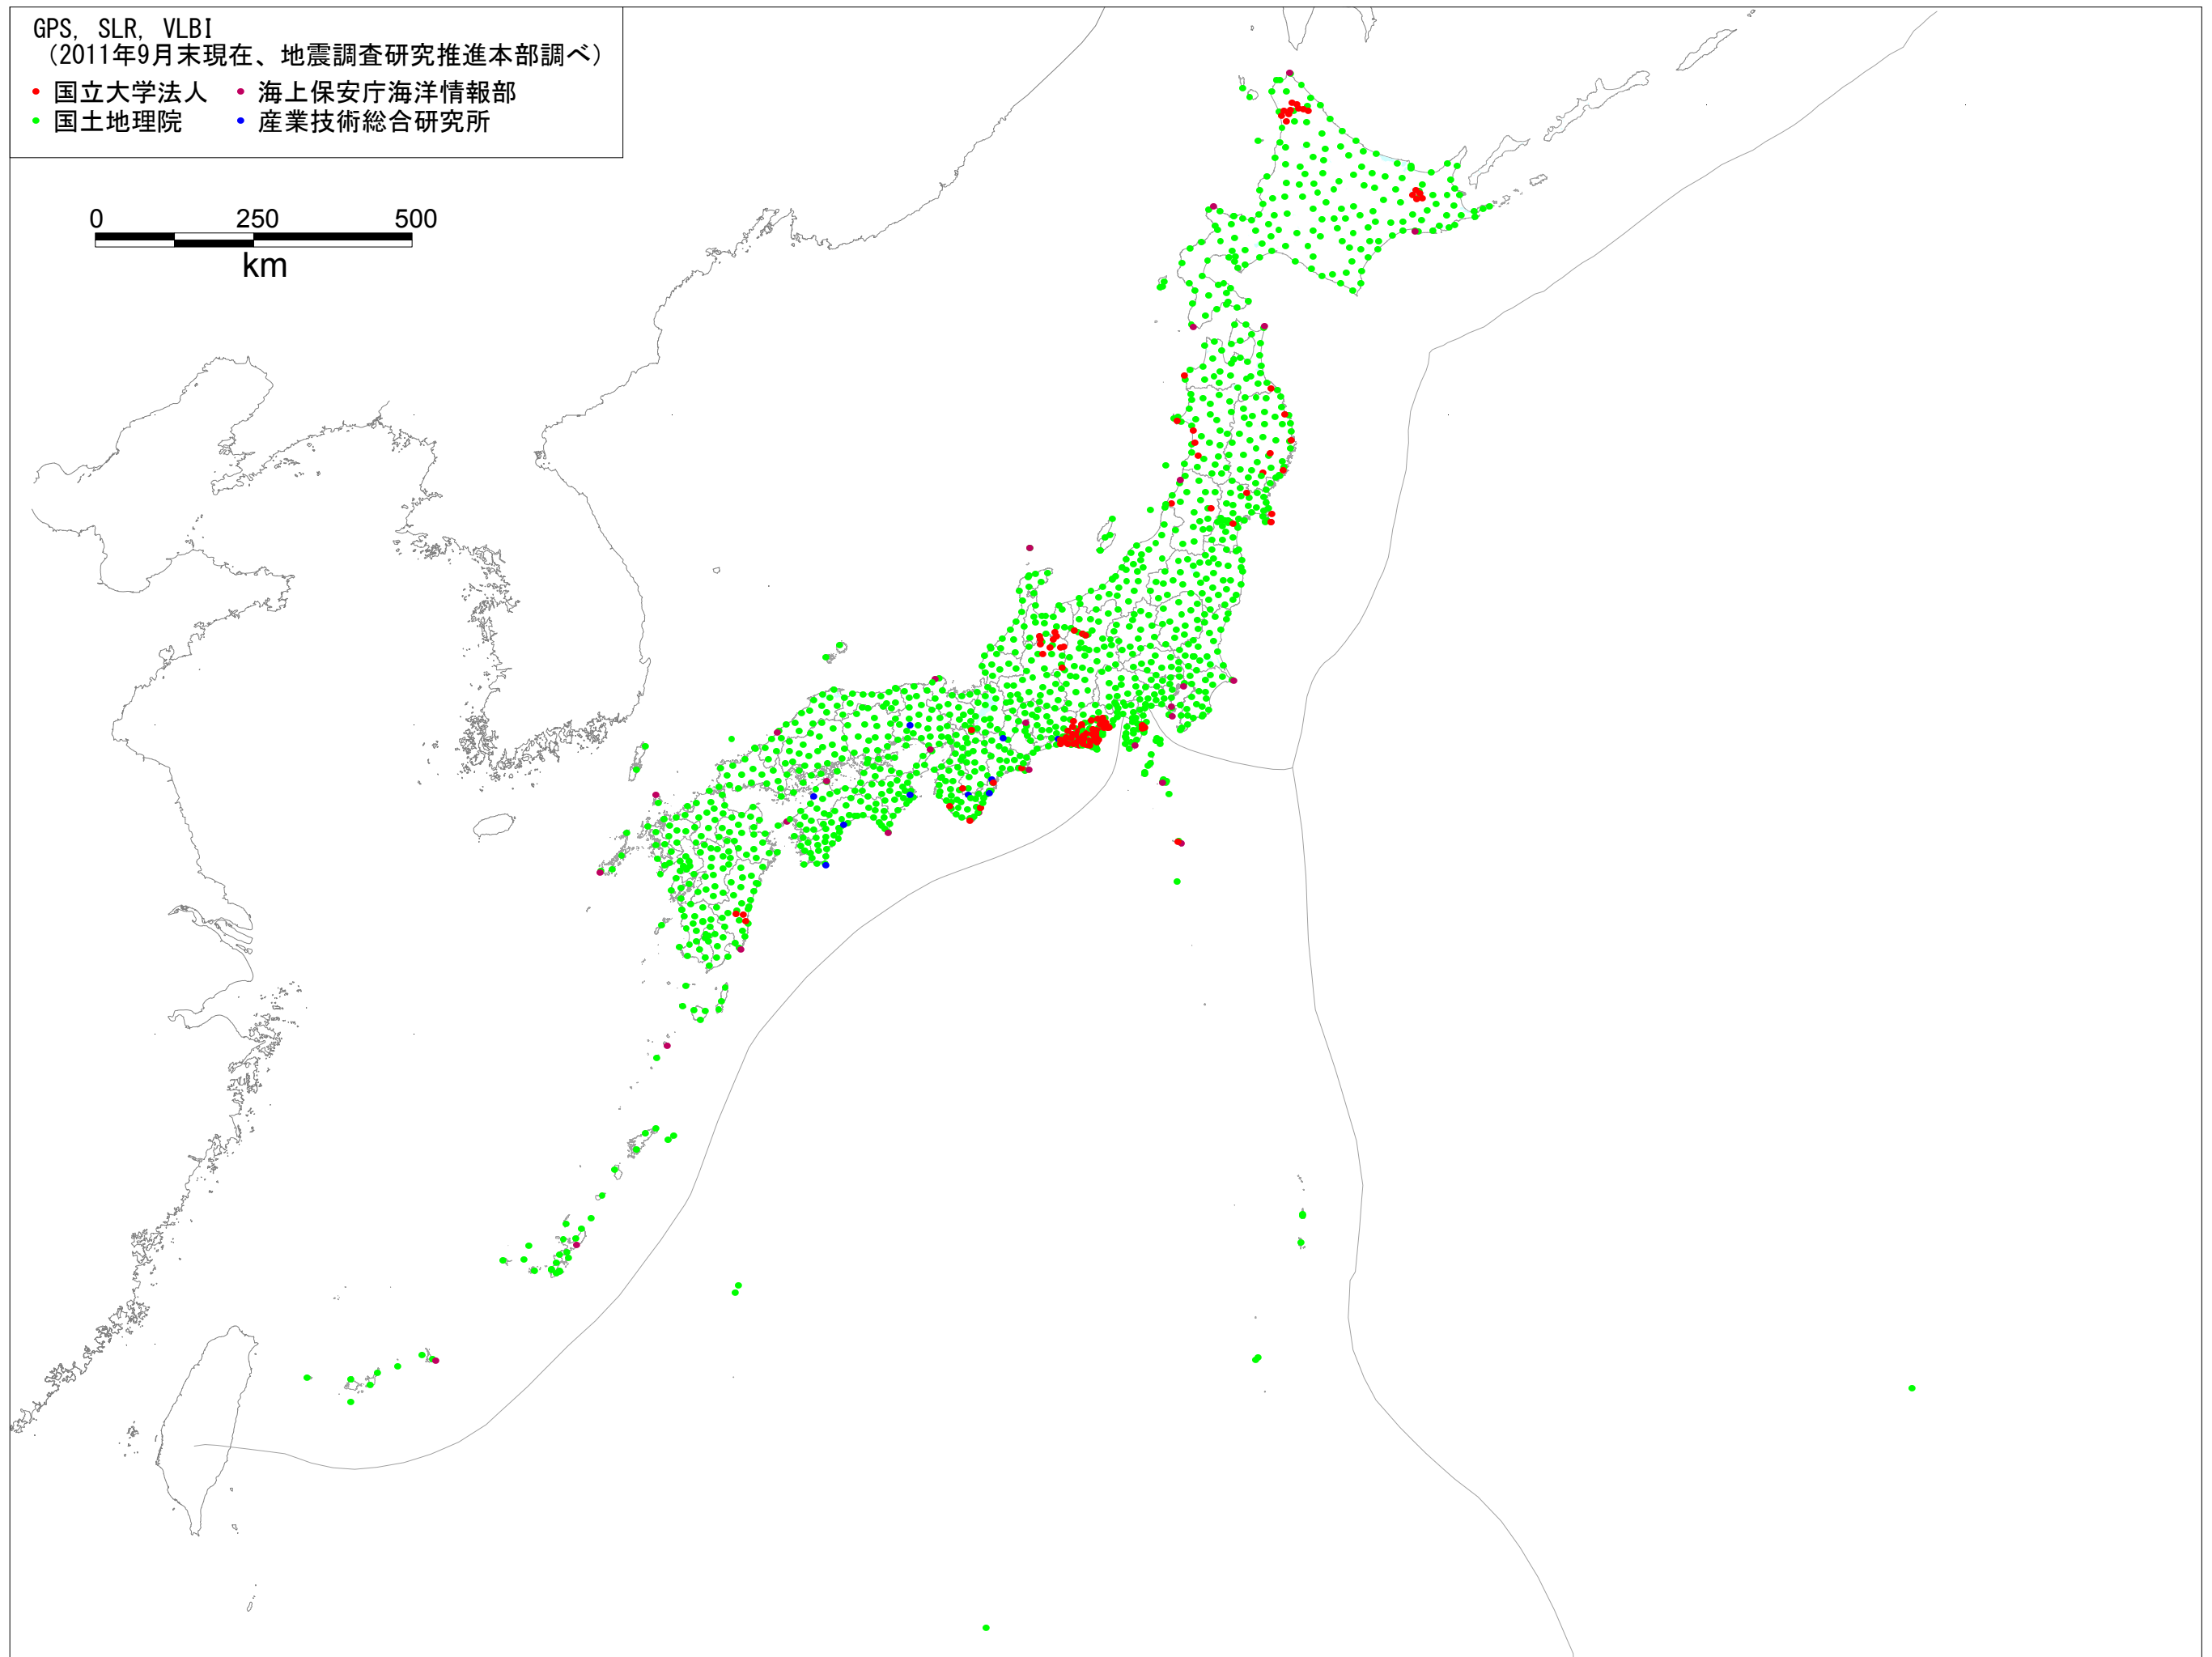 GPS, SLR, VLBI
（2011年9月末現在、地震調査研究推進本部調べ）
国立大学法人 海上保安庁海洋情報部
国土地理院 産業技術総合研究所
0 250 500
km